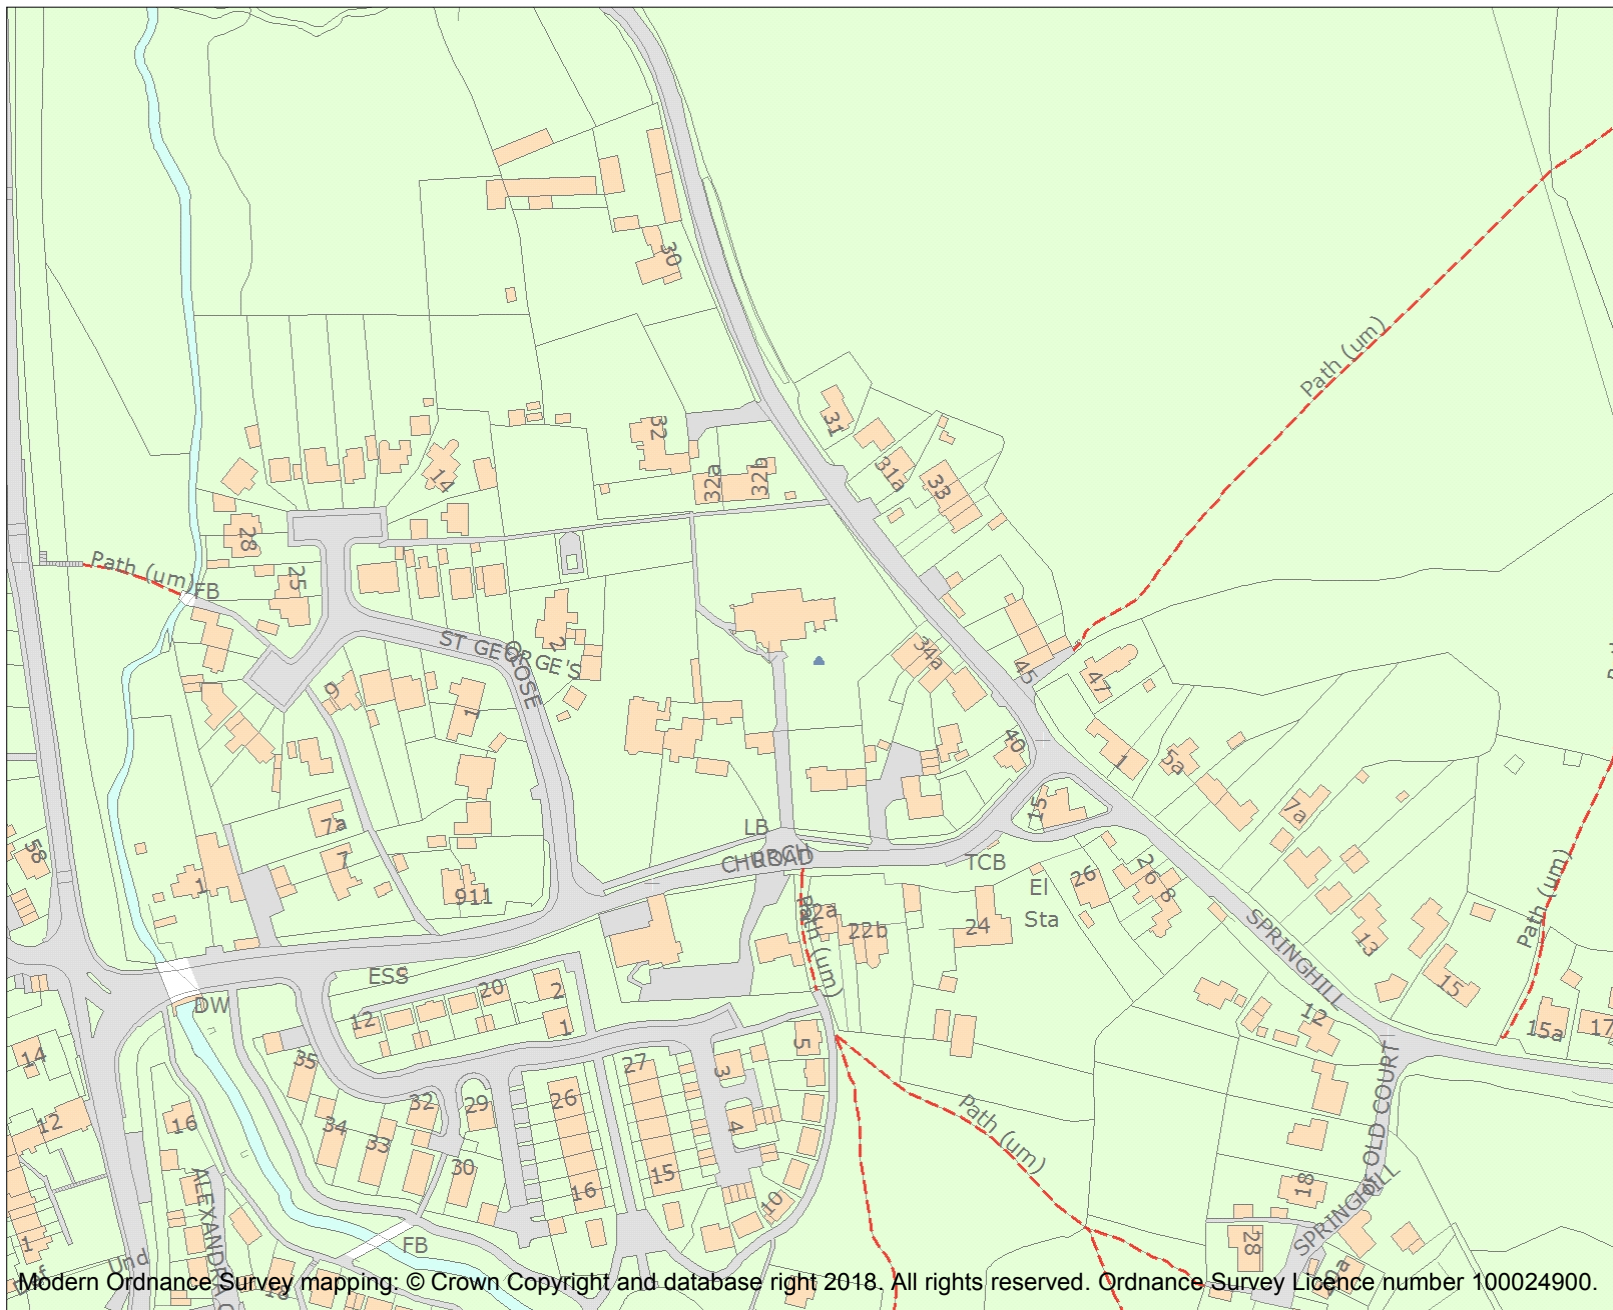 30
Path (um)
31
32
31a
32a
32b
33
14
28
Path (um)
FB
25
ST GEORGE'S
CLOSE
2
34a
45
47
9
1
40
1
5a
15
7a
7a
LB
CHURCH
ROAD
TCB
58
7
1
911
El
Sta
26
26
8
22b
24
SPRINGHILL
13
Path (um)
15
Path (um)
ESS
20
2
DW
12
1
12
15a
17
14
35
27
5
3
OLD COURT
32
29
26
Path (um)
12
16
34
33
4
30
15
16
10
18
SPRINGHILL
ALEXANDRA
1
Und
FB
28
Modern Ordnance Survey mapping: © Crown Copyright and database right 2018. All rights reserved. Ordnance Survey Licence number 100024900.